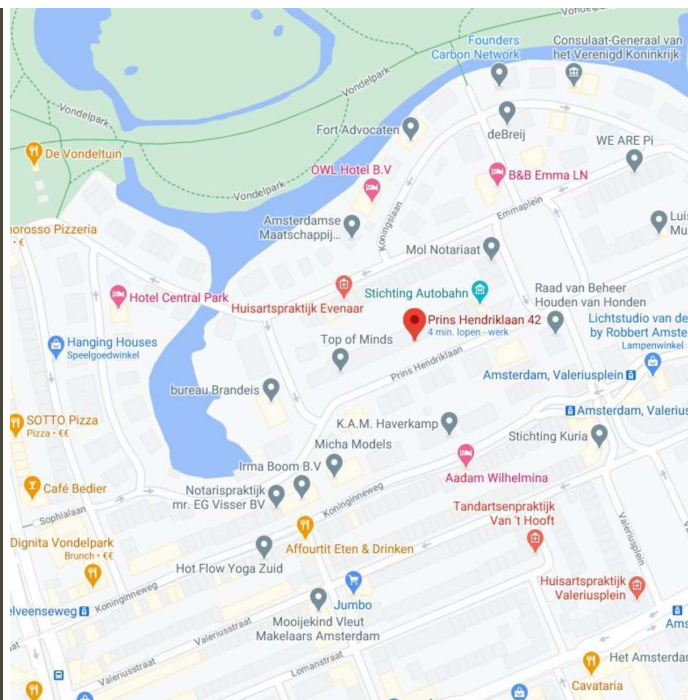 Vondelpark
Founders
Carbon Network
Consulaat-Generaal van
het Verenigd Koninkrijk
Vondelpark
Fort Advocaten
deBreij
WE ARE Pi
De Vondeltuin
OWL Hotel B.V
B&B Emma LN
Vondelpark
Emmaplein
Amsterdamse
Maatschappij...
Koningslaan
Mol Notariaat
Pizzeria
Hotel Central Park
Huisartspraktijk Evenaar
Stichting Autobahn
Raad van Beheer
Houden van Honden
Prins Hendriklaan 42
4 min. lopen - werk
Lichtstudio van de
by Robbert Amste
Lampenwinkel
Hanging Houses
Speelgoedwinkel
Top of Minds
Prins Hendriklaan
Amsterdam, Valeriusplein
bureau Brandeis
Amsterdam, Valerius
SOTTO Pizza
Pizza • €€
K.A.M. Haverkamp
Stichting Kuria
Micha Models
Irma Boom B.V
Aadam Wilhelmina
Café Bedier
Notarispraktijk
mr. EG Visser BV
Koninginneweg
Sophialaan
Tandartsenpraktijk
Van 't Hooft
Valeriusplein
Dignita Vondelpark
Brunch • €€
Affourtit Eten & Drinken
Hot Flow Yoga Zuid
Huisartspraktijk
Valeriusplein
Jumbo
elveenseweg
Koninginneweg
Mooijekind Vleut
Makelaars Amsterdam
Valeriusstraat
Valeriusstraat
Lomanstraat
Het Amsterdar
Cavataria